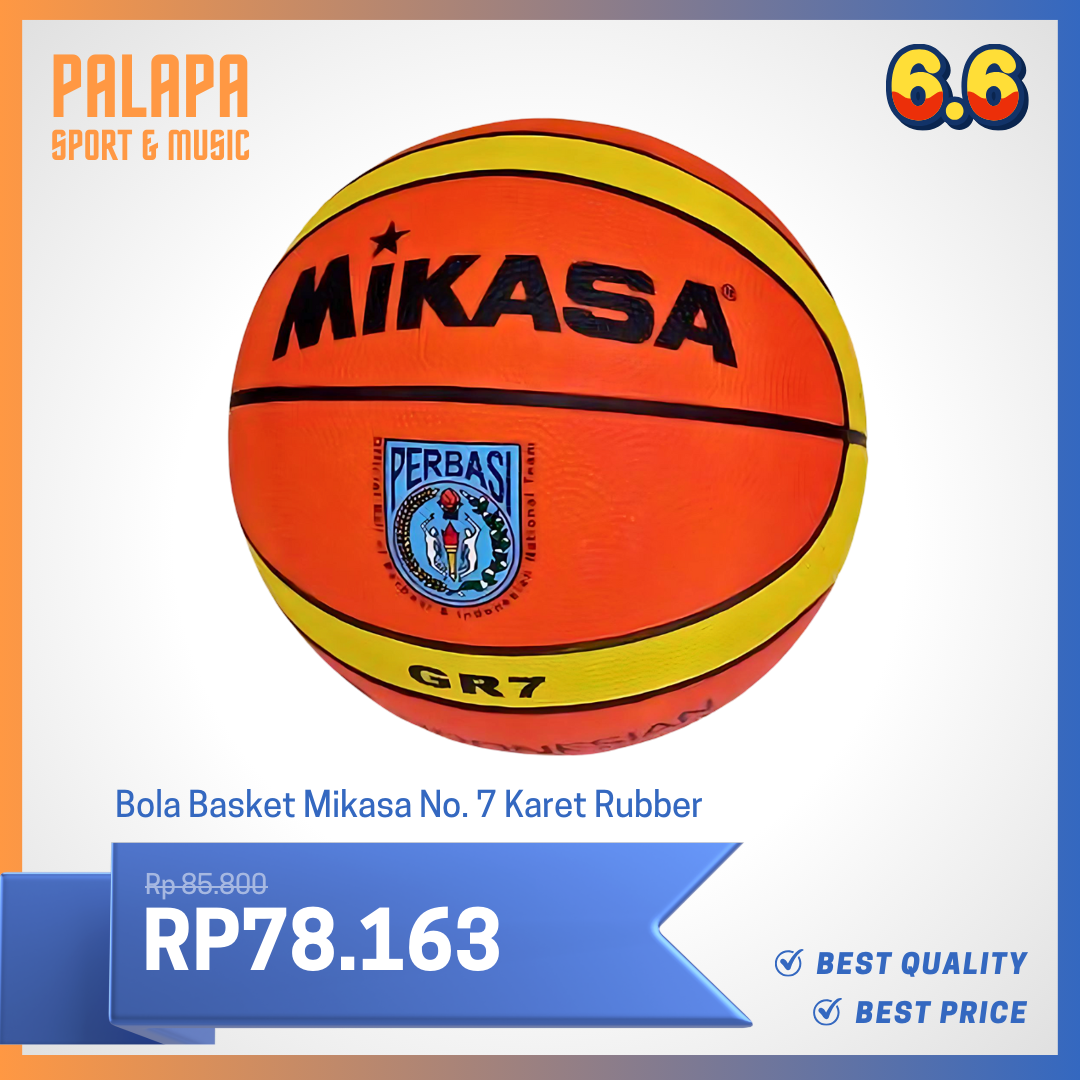 PALAPA
SPORT & MUSIC
6.6
MiKASA
PERBASI
GR7
Bola Basket Mikasa No. 7 Karet Rubber
Rp 85.800
RP78.163
BEST QUALITY
BEST PRICE